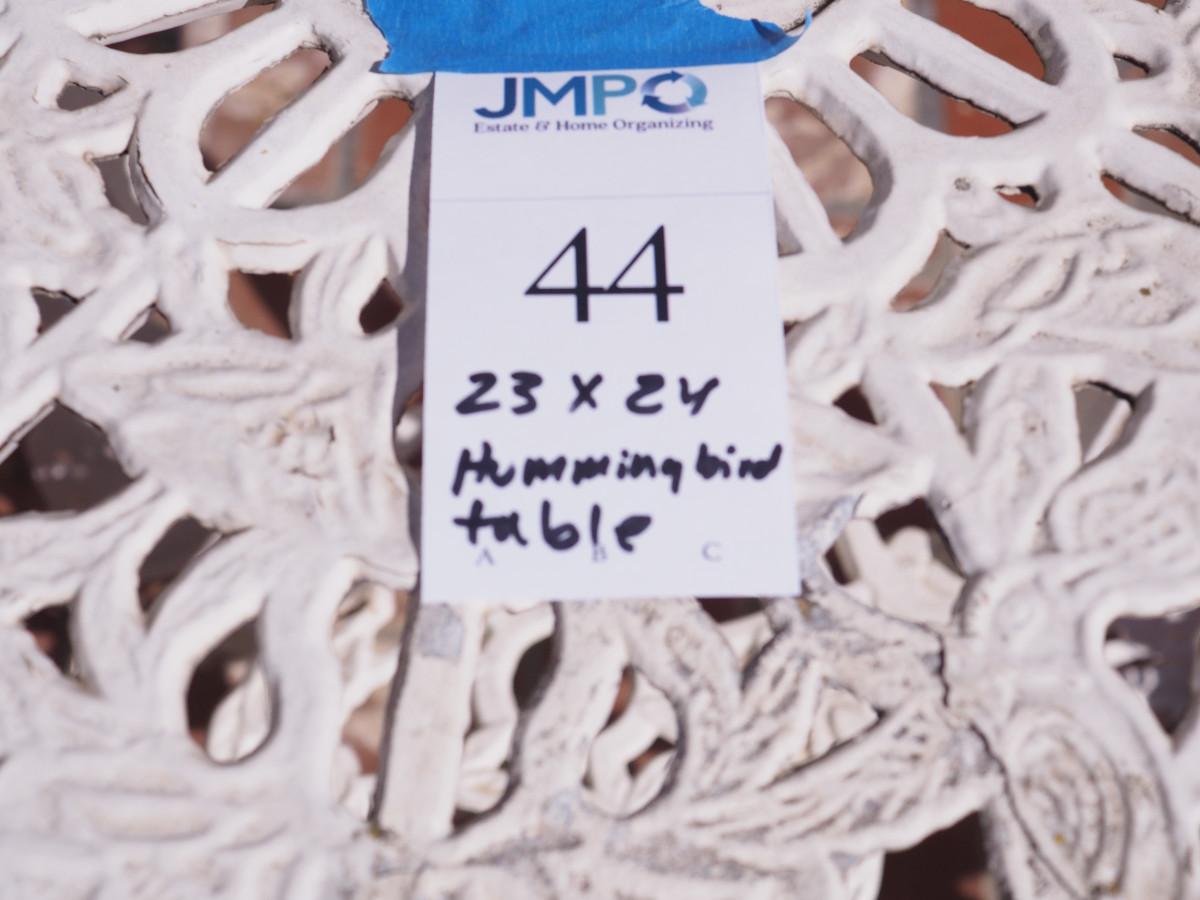 JMPO
Estate & Home Organizing
44
23 x 24
Hummingbird
table
A B C